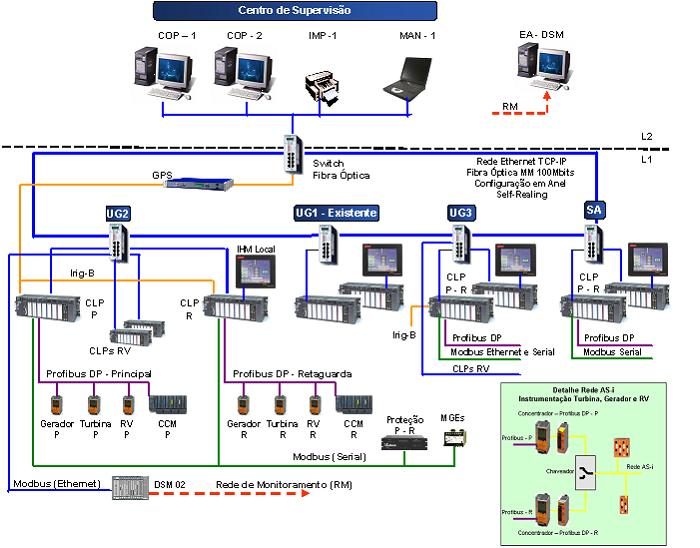 Centro de Supervisão
COP – 1
COP - 2
IMP -1
MAN - 1
EA - DSM
RM
L2
L1
Switch
Fibra Óptica
Rede Ethernet TCP-IP
Fibra Óptica MM 100Mbits
Configuração em Anel
Self-Realing
GPS
UG2
UG1 - Existente
UG3
SA
IHM Local
Irig-B
CLP
P
CLP
R
CLP
P - R
CLP
P - R
CLPs RV
Irig-B
Profibus DP
Modbus Ethernet e Serial
CLPs RV
Profibus DP
Modbus Serial
Profibus DP - Principal
Profibus DP - Retaguarda
Gerador
P
Turbina
P
RV
P
CCM
P
Gerador
R
Turbina
R
RV
R
CCM
R
Proteção
P - R
MGEs
Modbus (Serial)
Modbus (Ethernet)
DSM 02
Rede de Monitoramento (RM)
Detalhe Rede AS-i
Instrumentação Turbina, Gerador e RV
Concentrador – Profibus DP - P
Profibus - P
Chaveador
Rede AS-i
Profibus - R
Concentrador – Profibus DP - R